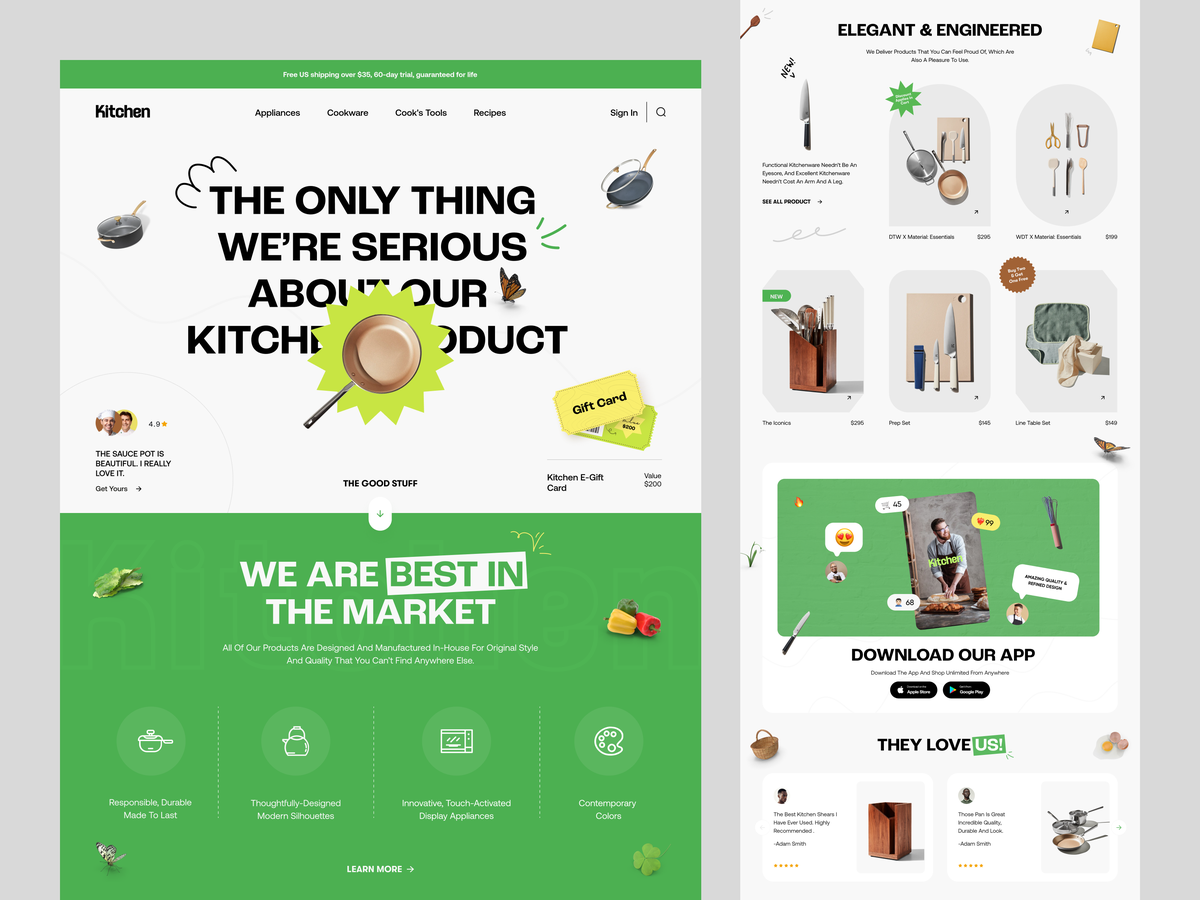 Free US shipping over $35, 60-day trial, guaranteed for life
Kitchen
Appliances
Cookware
Cook's Tools
Recipes
Sign In
THE ONLY THING
WE'RE SERIOUS
ABOUT OUR
KITCHE
ODUCT
4.9
THE SAUCE POT IS
BEAUTIFUL. I REALLY
LOVE IT.
Get Yours
THE GOOD STUFF
Gift Card
$200
Kitchen E-Gift
Card
Value
$200
WE ARE BEST IN
THE MARKET
All Of Our Products Are Designed And Manufactured In-House For Original Style
And Quality That You Can't Find Anywhere Else.
Responsible, Durable
Made To Last
Thoughtfully-Designed
Modern Silhouettes
Innovative, Touch-Activated
Display Appliances
Contemporary
Colors
LEARN MORE
ELEGANT & ENGINEERED
We Deliver Products That You Can Feel Proud Of, Which Are
Also A Pleasure To Use.
NEW!
Functional Kitchenware Needn't Be An
Eyesore, And Excellent Kitchenware
Needn't Cost An Arm And A Leg.
SEE ALL PRODUCT
DTW X Material: Essentials
$295
WDT X Material: Essentials
$199
NEW
The Iconics
$295
Prep Set
$145
Buy Two
& Get
One Free
Line Table Set
$149
45
99
Kitchen
68
AMAZING QUALITY &
REFINED DESIGN
DOWNLOAD OUR APP
Download The App And Shop Unlimited From Anywhere
Apple Store
Google Play
THEY LOVE US!
The Best Kitchen Shears I
Have Ever Used. Highly
Recommended .
-Adam Smith
Those Pan Is Great
Incredible Quality,
Durable And Look.
-Adam Smith